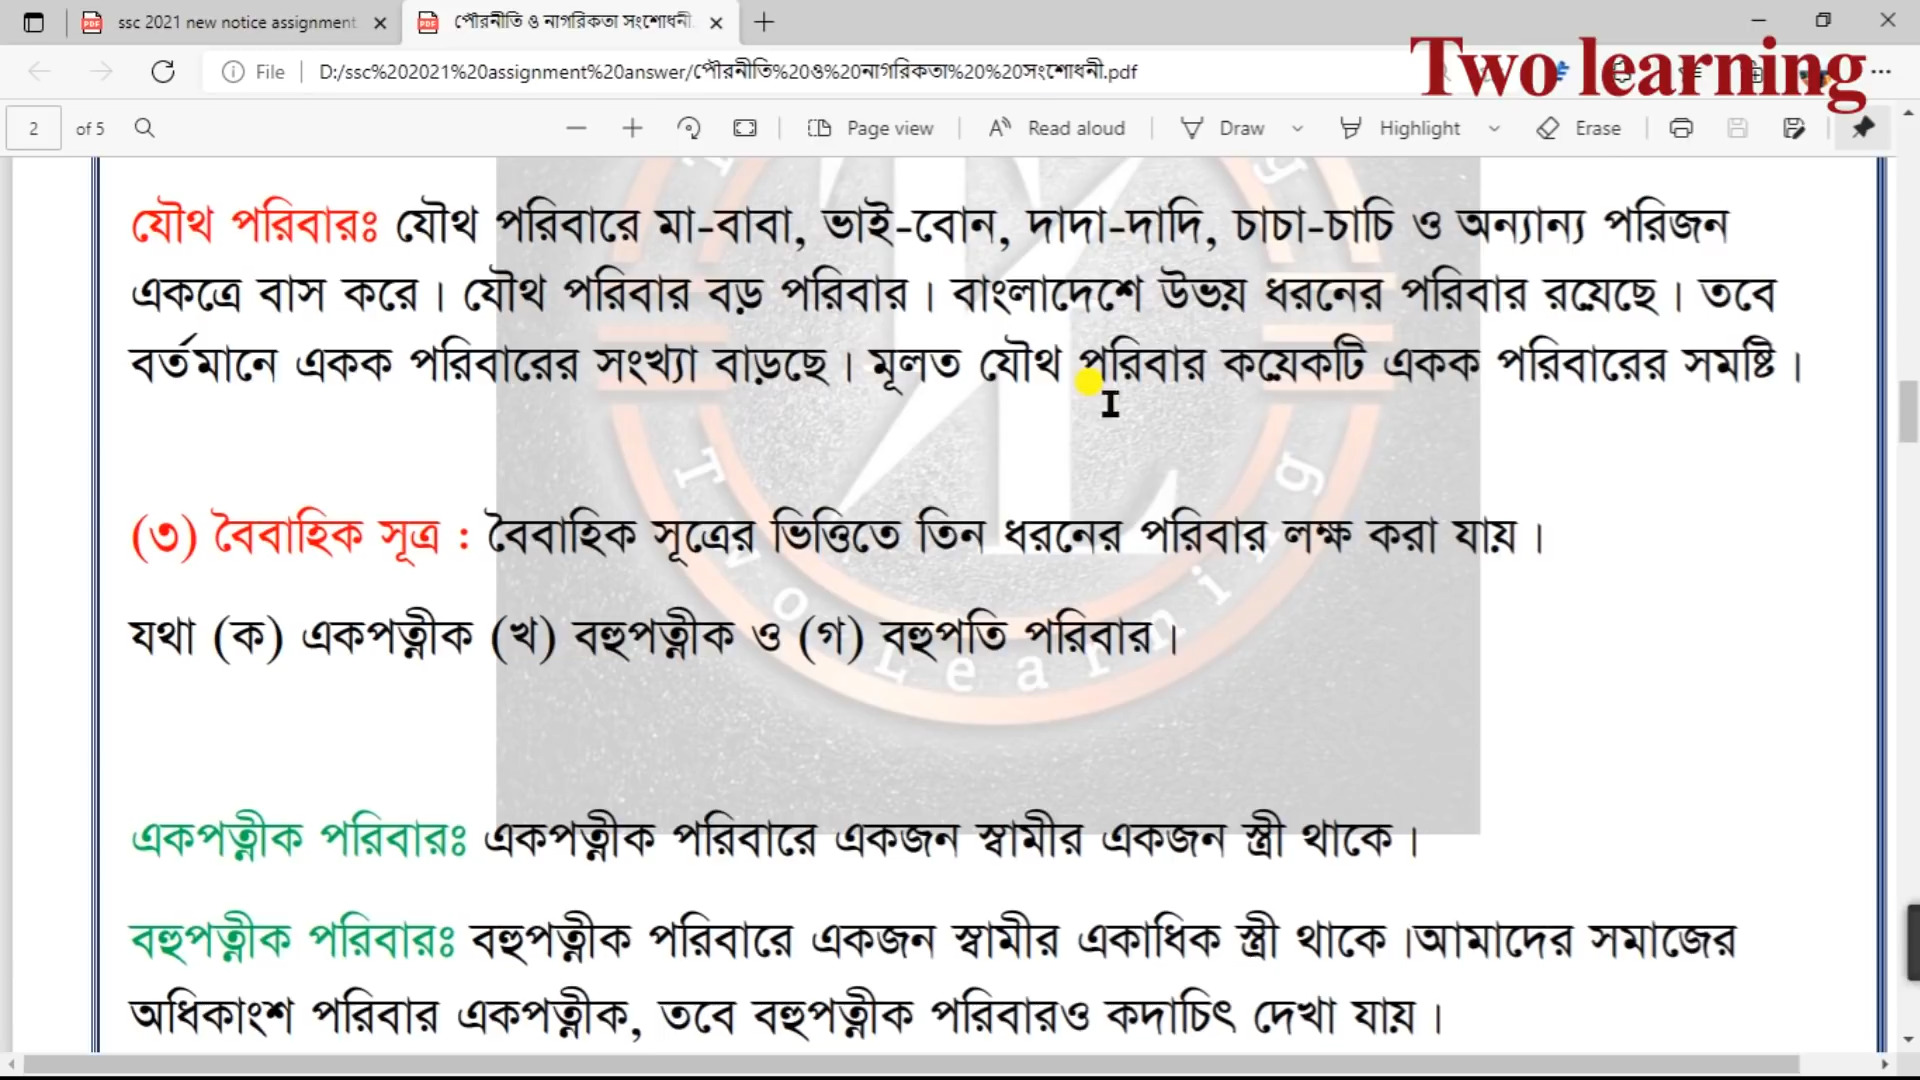 ssc 2021 new notice assignment
পৌরনীতি ও নাগরিকতা সংশোধনী
File
D:/ssc%202021%20assignment%20answer/পৌরনীতি%20ও%20নাগরিকতা%20%20সংশোধনী.pdf
Two learning
2 of 5
Page view
Read aloud
Draw
Highlight
Erase
যৌথ পরিবারঃ যৌথ পরিবারে মা-বাবা, ভাই-বোন, দাদা-দাদি, চাচা-চাচি ও অন্যান্য পরিজন
একত্রে বাস করে। যৌথ পরিবার বড় পরিবার। বাংলাদেশে উভয় ধরনের পরিবার রয়েছে। তবে
বর্তমানে একক পরিবারের সংখ্যা বাড়ছে। মূলত যৌথ পরিবার কয়েকটি একক পরিবারের সমষ্টি।
(৩) বৈবাহিক সূত্র : বৈবাহিক সূত্রের ভিত্তিতে তিন ধরনের পরিবার লক্ষ করা যায়।
যথা (ক) একপত্নীক (খ) বহুপত্নীক ও (গ) বহুপতি পরিবার।
Two Learning
একপত্নীক পরিবারঃ একপত্নীক পরিবারে একজন স্বামীর একজন স্ত্রী থাকে।
বহুপত্নীক পরিবারঃ বহুপত্নীক পরিবারে একজন স্বামীর একাধিক স্ত্রী থাকে।আমাদের সমাজের
অধিকাংশ পরিবার একপত্নীক, তবে বহুপত্নীক পরিবারও কদাচিৎ দেখা যায়।